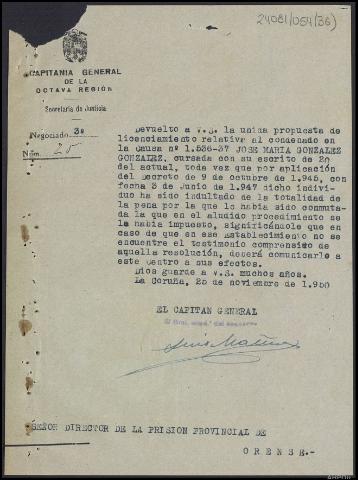 24081/054(36)
CAPITANIA GENERAL
DE LA
OCTAVA REGIÓN
Secretaria de Justicia
Negociado 3º
Núm. 25
Devuelto a V.S. la unica propuesta de
licenciamiento relative al condenado en
la causa nº 1.536-37 JOSE MARIA GONZALEZ
GONZALEZ, cursada con su escrito de 20
del actual, toda vez que por aplicación
del Decreto de 9 de octubre de 1.945, con
fecha 3 de Junio de 1.947 dicho indivi-
duo ha sido indultado de la totalidad de
la pena por la que le habia sido conmuta-
da la que en el aludido procedimiento se
la había impuesto, significándole que en
caso de que en ese Establecimiento no se
encuentre el testimonio comprensivo de
aquella resolución, deberá comunicarlo a
este Centro a sus efectos.
Dios guarde a V.S. muchos años.
La Coruña, 25 de noviembre de 1.950
EL CAPITAN GENERAL
SEÑOR DIRECTOR DE LA PRISION PROVINCIAL DE
ORENSE.-